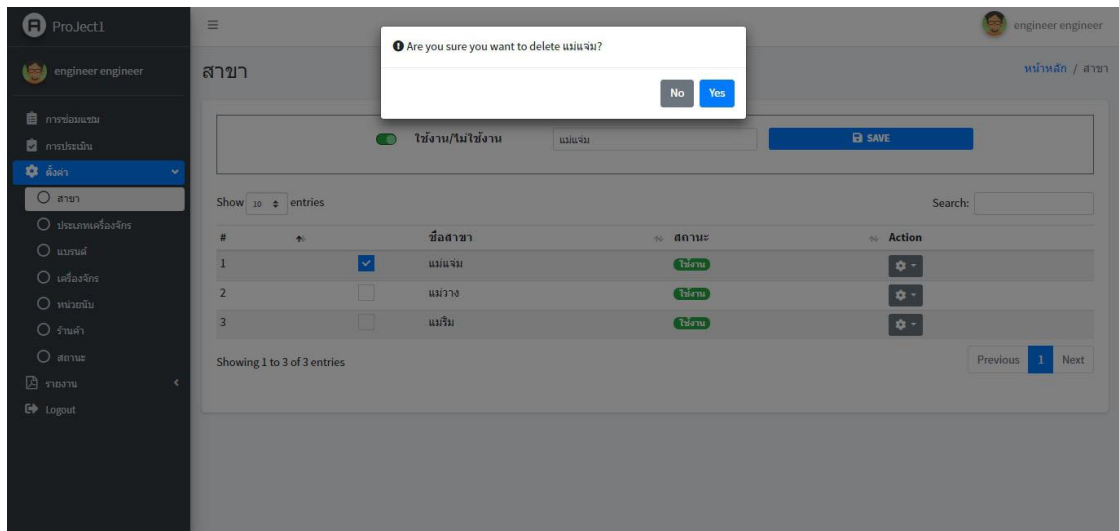 ProJect1
engineer engineer
Are you sure you want to delete แม่แจ่ม?
No Yes
engineer engineer
สาขา
หน้าหลัก / สาขา
การซ่อมแซม
การประเมิน
ตั้งค่า
สาขา
ประเภทเครื่องจักร
แบรนด์
เครื่องจักร
หน่วยนับ
ร้านค้า
สถานะ
รายงาน
Logout
ใช้งาน/ไม่ใช้งาน แม่แจ่ม SAVE
Show 10 entries
Search:
# ชื่อสาขา สถานะ Action
1 แม่แจ่ม ใช้งาน
2 แม่วาง ใช้งาน
3 แมริม ใช้งาน
Showing 1 to 3 of 3 entries
Previous 1 Next